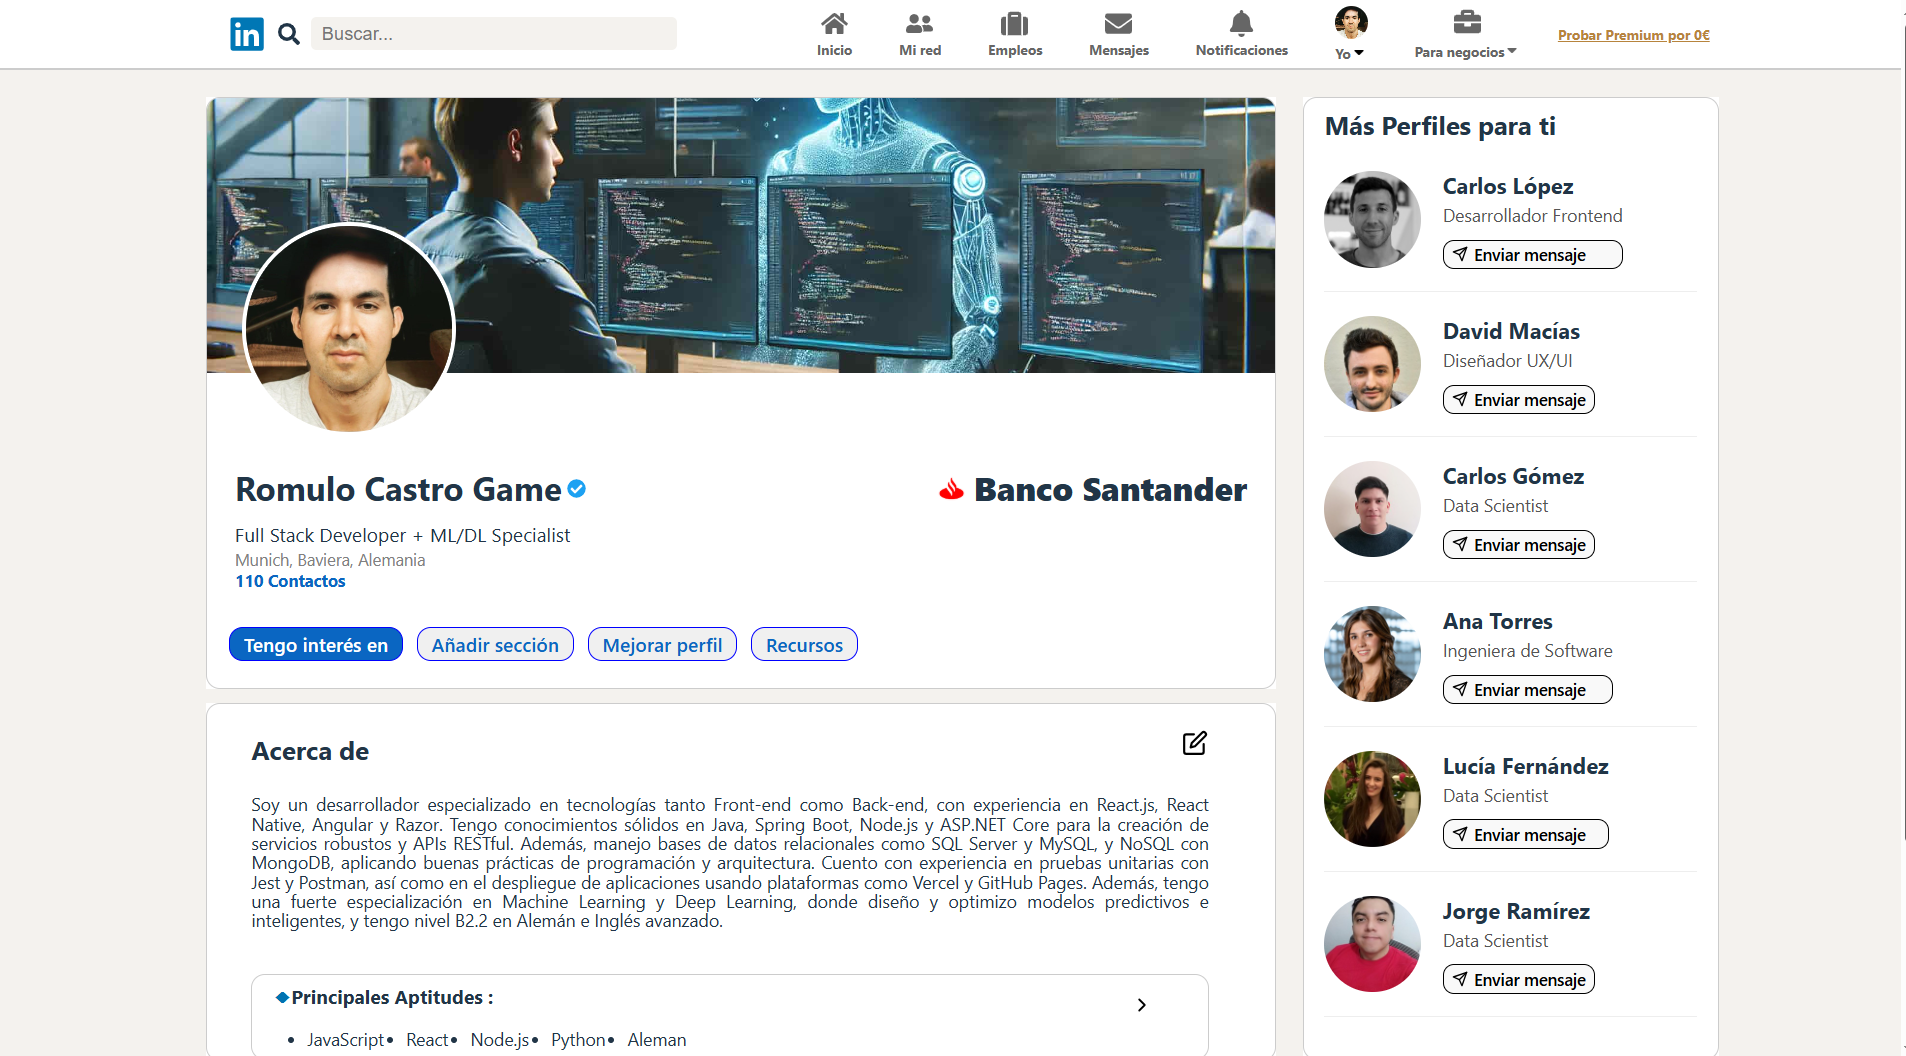 in
Buscar...
Inicio
Mi red
Empleos
Mensajes
Notificaciones
Yo
Para negocios
Probar Premium por 0€
Romulo Castro Game
Banco Santander
Full Stack Developer + ML/DL Specialist
Munich, Baviera, Alemania
110 Contactos
Tengo interés en
Añadir sección
Mejorar perfil
Recursos
Acerca de
Soy un desarrollador especializado en tecnologías tanto Front-end como Back-end, con experiencia en React.js, React
Native, Angular y Razor. Tengo conocimientos sólidos en Java, Spring Boot, Node.js y ASP.NET Core para la creación de
servicios robustos y APIs RESTful. Además, manejo bases de datos relacionales como SQL Server y MySQL, y NoSQL con
MongoDB, aplicando buenas prácticas de programación y arquitectura. Cuento con experiencia en pruebas unitarias con
Jest y Postman, así como en el despliegue de aplicaciones usando plataformas como Vercel y GitHub Pages. Además, tengo
una fuerte especialización en Machine Learning y Deep Learning, donde diseño y optimizo modelos predictivos e
inteligentes, y tengo nivel B2.2 en Alemán e Inglés avanzado.
Principales Aptitudes :
• JavaScript• React• Node.js• Python• Aleman
Más Perfiles para ti
Carlos López
Desarrollador Frontend
Enviar mensaje
David Macías
Diseñador UX/UI
Enviar mensaje
Carlos Gómez
Data Scientist
Enviar mensaje
Ana Torres
Ingeniera de Software
Enviar mensaje
Lucía Fernández
Data Scientist
Enviar mensaje
Jorge Ramírez
Data Scientist
Enviar mensaje